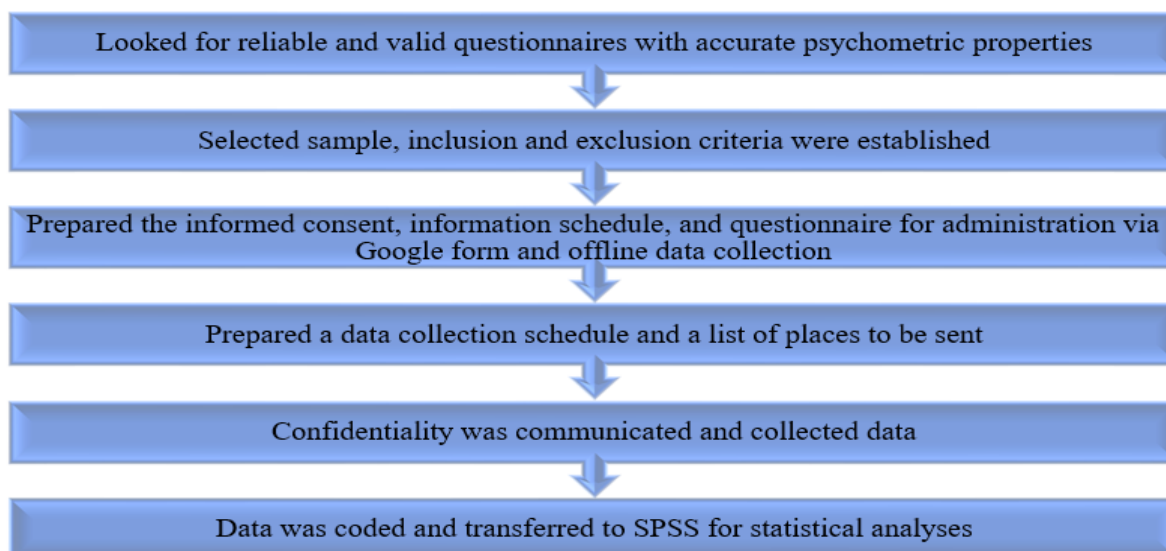 Looked for reliable and valid questionnaires with accurate psychometric properties
Selected sample, inclusion and exclusion criteria were established
Prepared the informed consent, information schedule, and questionnaire for administration via
Google form and offline data collection
Prepared a data collection schedule and a list of places to be sent
Confidentiality was communicated and collected data
Data was coded and transferred to SPSS for statistical analyses